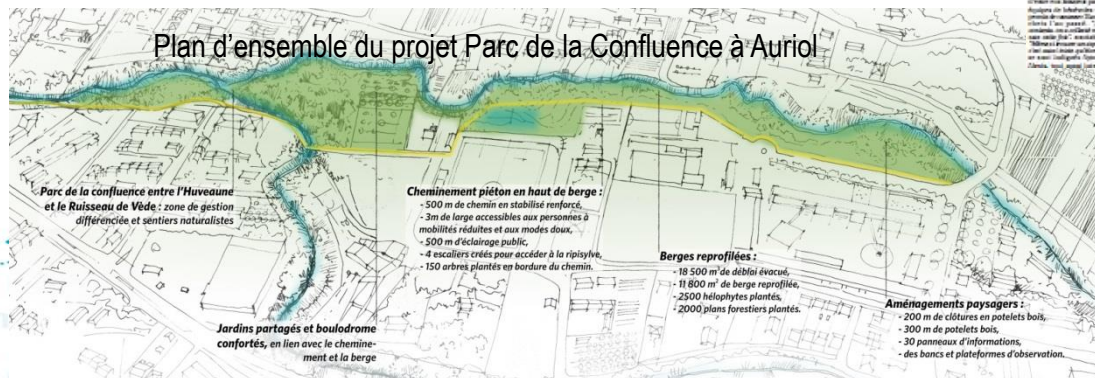 Plan d'ensemble du projet Parc de la Confluence à Auriol
Parc de la confluence entre l'Huveaune
et le Ruisseau de Vède : zone de gestion
différenciée et sentiers naturalistes
Cheminement piéton en haut de berge :
- 500 m de chemin en stabilisé renforcé,
- 3m de large accessibles aux personnes à
mobilités réduites et aux modes doux,
- 500 m d'éclairage public,
- 4 escaliers créés pour accéder à la ripisylve,
- 150 arbres plantés en bordure du chemin.
Berges reprofilées :
- 18 500 m³ de déblai évacué,
- 11 800 m² de berge reprofilée,
- 2500 hélophytes plantés,
- 2000 plans forestiers plantés.
Jardins partagés et boulodrome
confortés, en lien avec le chemine-
ment et la berge
Aménagements paysagers :
- 200 m de clôtures en potelets bois,
- 300 m de potelets bois,
- 30 panneaux d'informations,
- des bancs et plateformes d'observation.